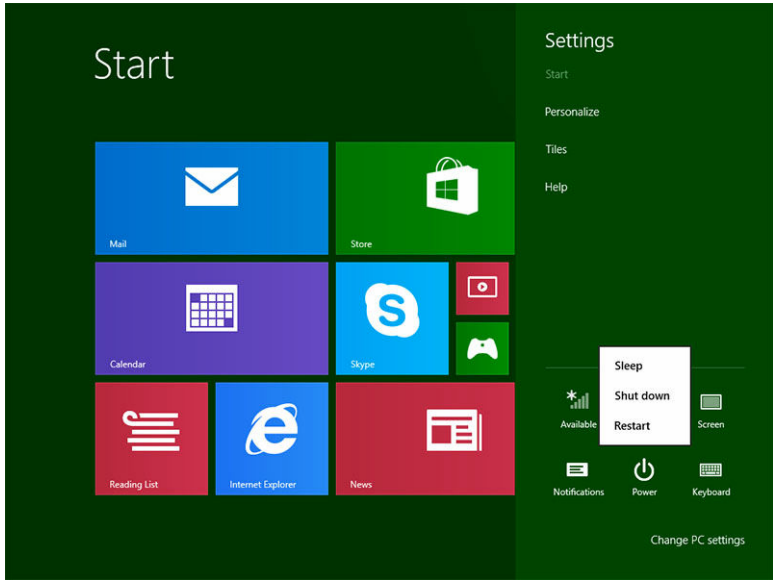 Start
Mail
Store
Calendar
Skype
Reading List
Internet Explorer
News
Settings
Start
Personalize
Tiles
Help
Sleep
Shut down
Restart
Available
Screen
Notifications
Power
Keyboard
Change PC settings